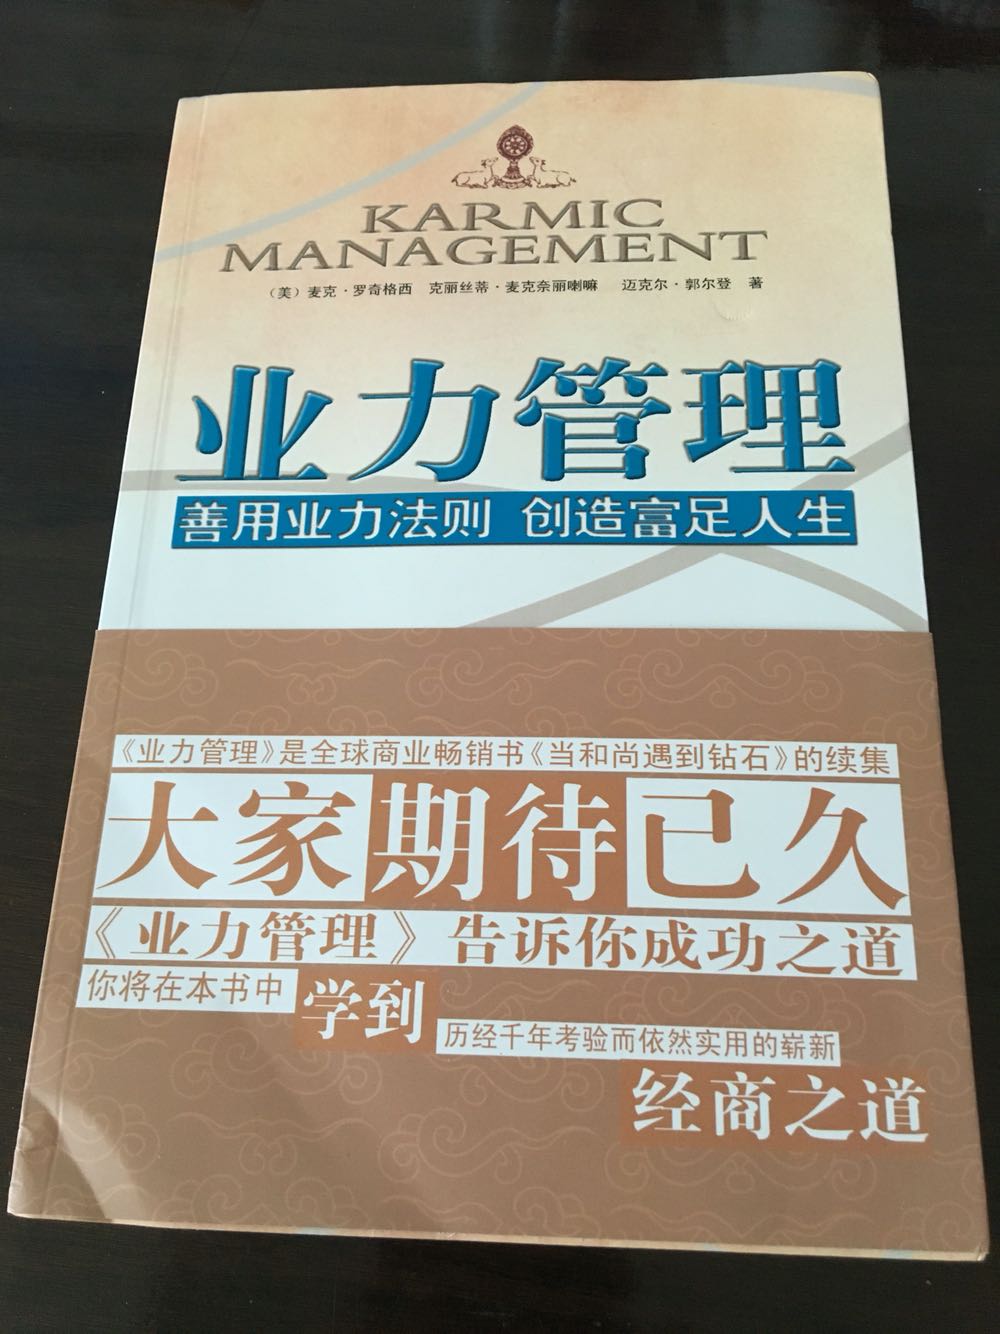 KARMIC
MANAGEMENT
（美）麦克·罗奇格西 克丽丝蒂·麦克奈丽喇嘛 迈克尔·郭尔登 著
业力管理
善用业力法则 创造富足人生
《业力管理》是全球商业畅销书《当和尚遇到钻石》的续集
大家期待已久
《业力管理》告诉你成功之道
你将在本书中
学到
历经千年考验而依然实用的崭新
经商之道